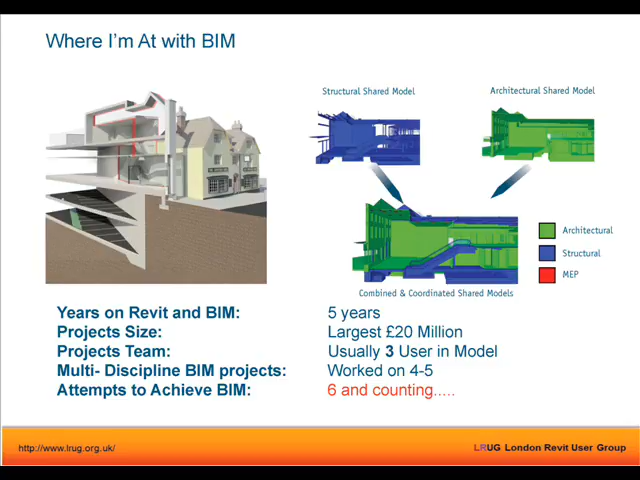 Where I'm At with BIM
Structural Shared Model
Architectural Shared Model
Architectural
Structural
MEP
Combined & Coordinated Shared Models
Years on Revit and BIM: 5 years
Projects Size: Largest £20 Million
Projects Team: Usually 3 User in Model
Multi- Discipline BIM projects: Worked on 4-5
Attempts to Achieve BIM: 6 and counting.....
http://www.lrug.org.uk/
LRUG London Revit User Group